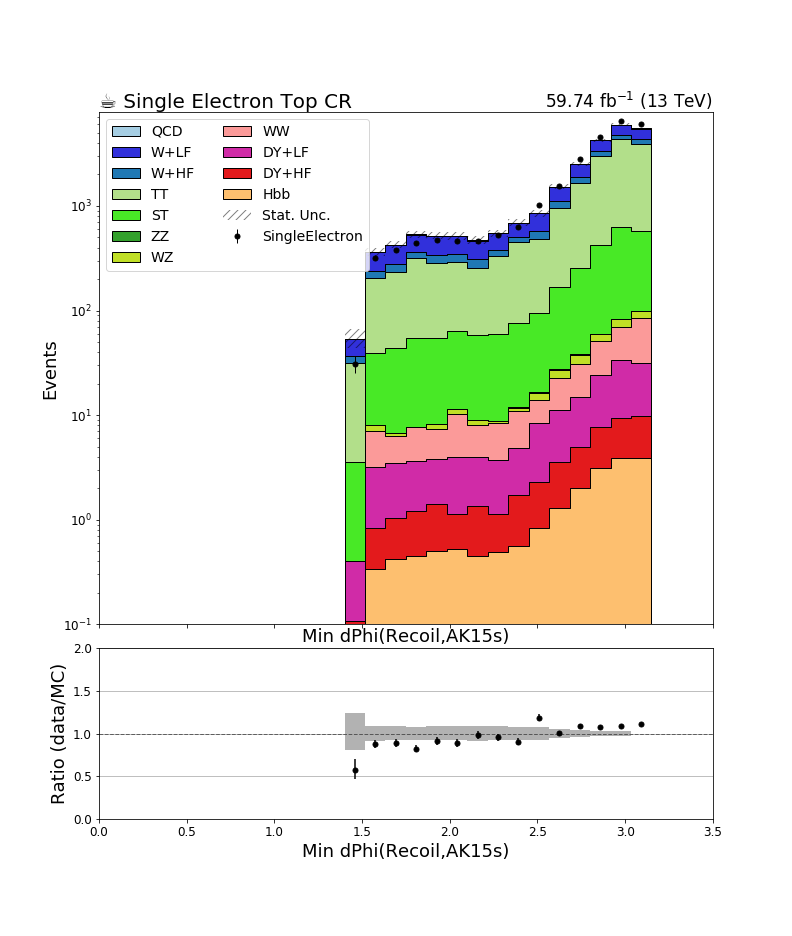 ☕ Single Electron Top CR 59.74 fb⁻¹ (13 TeV)
QCD WW
W+LF DY+LF
W+HF DY+HF
TT Hbb
ST Stat. Unc.
ZZ SingleElectron
WZ
Events
10³
10²
10¹
10⁰
10⁻¹
Min dPhi(Recoil,AK15s)
Ratio (data/MC)
2.0
1.5
1.0
0.5
0.0
0.0 0.5 1.0 1.5 2.0 2.5 3.0 3.5
Min dPhi(Recoil,AK15s)